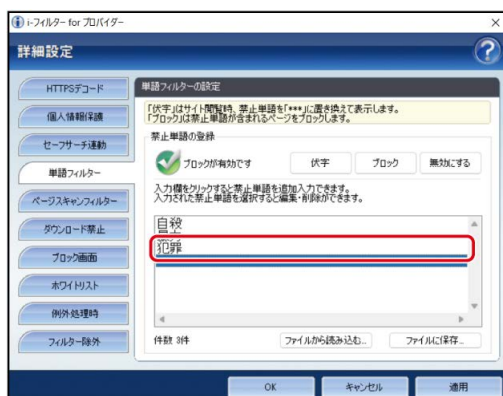 i-フィルター for プロバイダー
詳細設定
HTTPSデコード
個人情報保護
セーフサーチ連動
単語フィルター
ページスキャンフィルター
ダウンロード禁止
ブロック画面
ホワイトリスト
例外処理時
フィルター除外
単語フィルターの設定
「伏字」はサイト閲覧時、禁止単語を「***」に置き換えて表示します。
「ブロック」は禁止単語が含まれるページをブロックします。
禁止単語の登録
ブロックが有効です
伏字
ブロック
無効にする
入力欄をクリックすると禁止単語を追加入力できます。
入力された禁止単語を選択すると編集・削除ができます。
自殺
犯罪
件数 3件
ファイルから読み込む...
ファイルに保存...
OK
キャンセル
適用